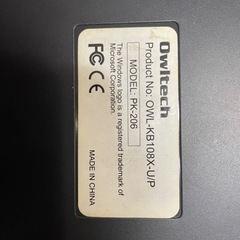 Owltech
Product No: OWL-KB108X-U/P
MODEL: PK-206
FCC CE
The Windows logo is a registered trademark of
Microsoft Corporation.
MADE IN CHINA